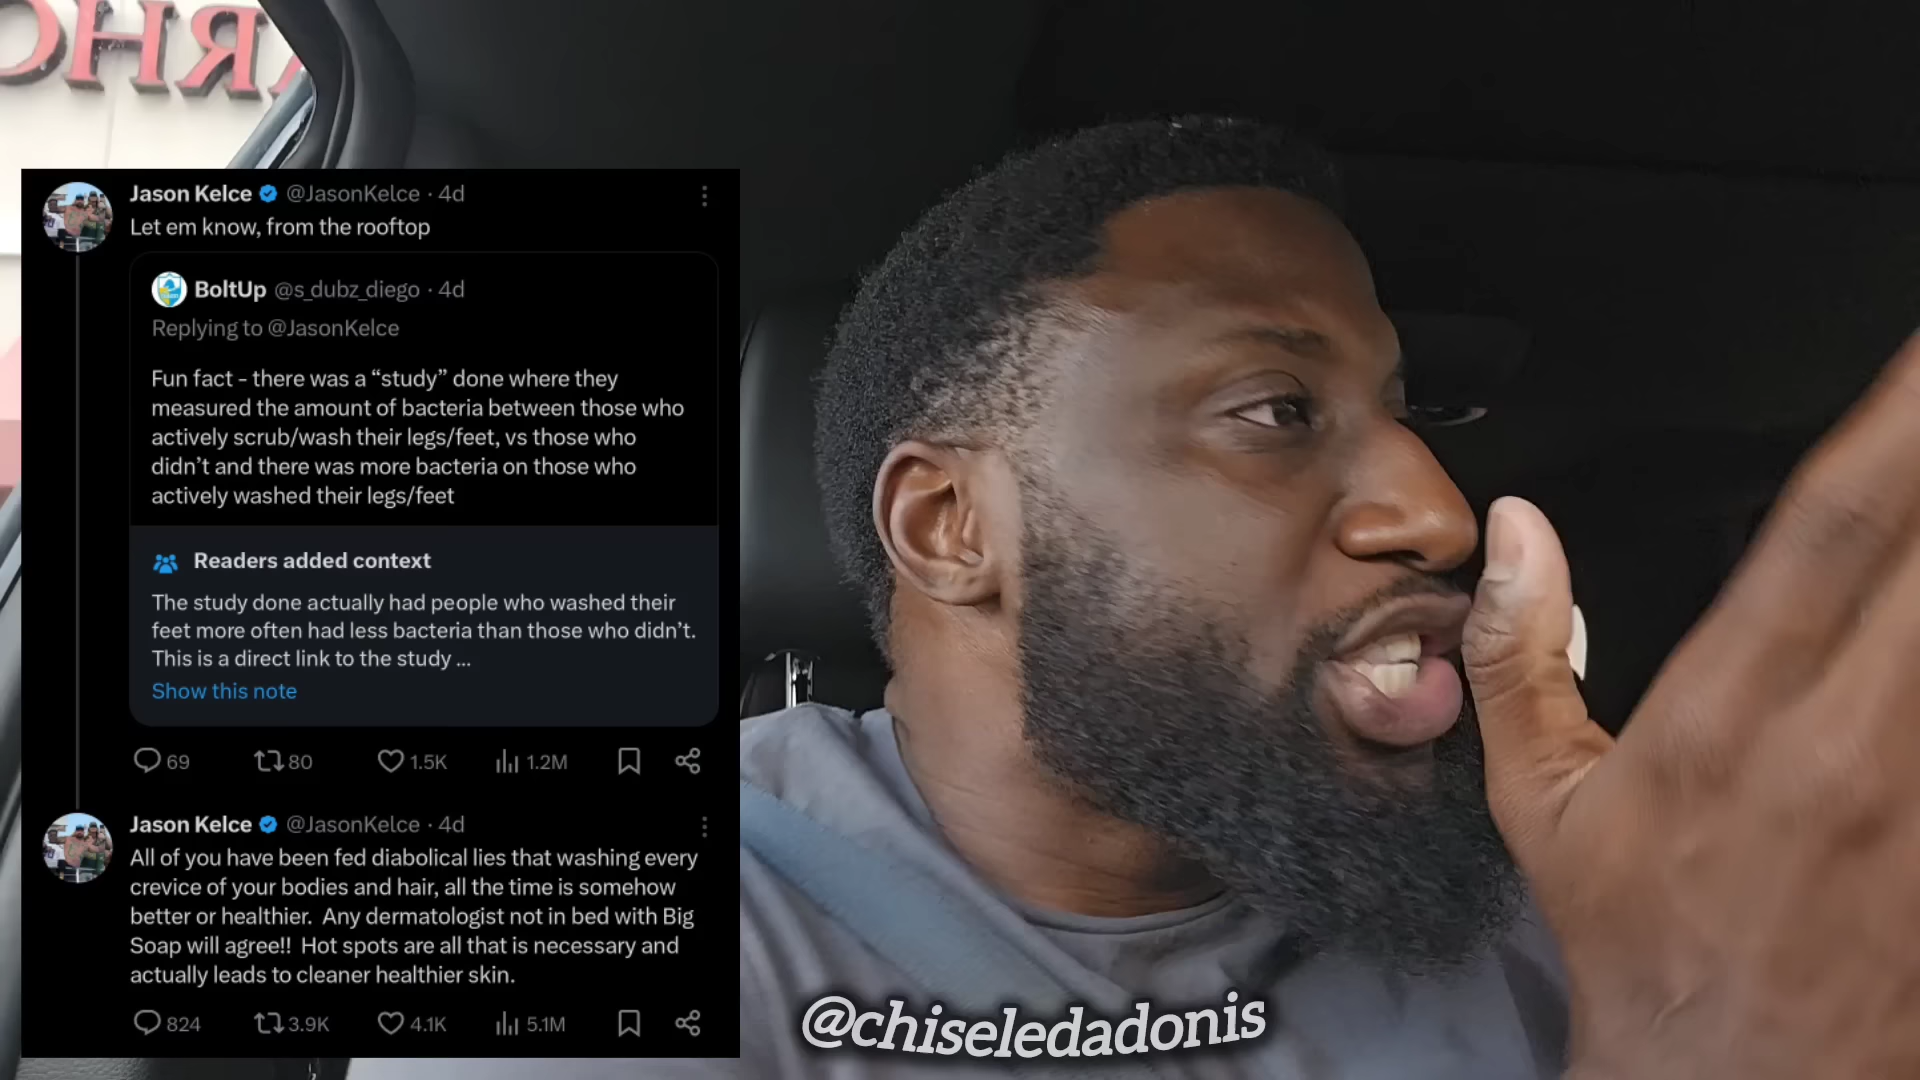 Jason Kelce @JasonKelce · 4d
Let em know, from the rooftop
BoltUp @s_dubz_diego · 4d
Replying to @JasonKelce
Fun fact - there was a “study” done where they
measured the amount of bacteria between those who
actively scrub/wash their legs/feet, vs those who
didn’t and there was more bacteria on those who
actively washed their legs/feet
Readers added context
The study done actually had people who washed their
feet more often had less bacteria than those who didn’t.
This is a direct link to the study ...
Show this note
69 80 1.5K 1.2M
Jason Kelce @JasonKelce · 4d
All of you have been fed diabolical lies that washing every
crevice of your bodies and hair, all the time is somehow
better or healthier. Any dermatologist not in bed with Big
Soap will agree!! Hot spots are all that is necessary and
actually leads to cleaner healthier skin.
824 3.9K 4.1K 5.1M
@chiseledadonis